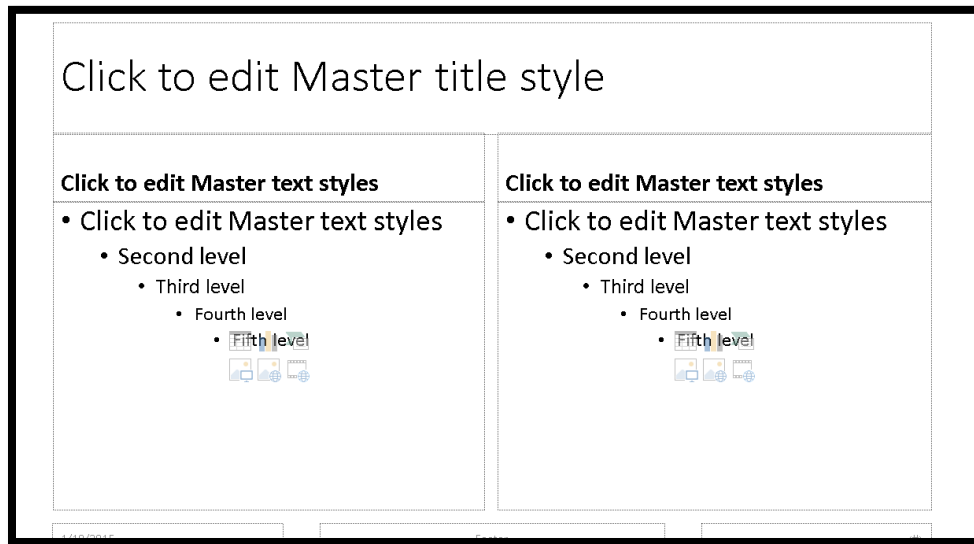 Click to edit Master title style
Click to edit Master text styles
• Click to edit Master text styles
• Second level
• Third level
• Fourth level
• Fifth level
Click to edit Master text styles
• Click to edit Master text styles
• Second level
• Third level
• Fourth level
• Fifth level